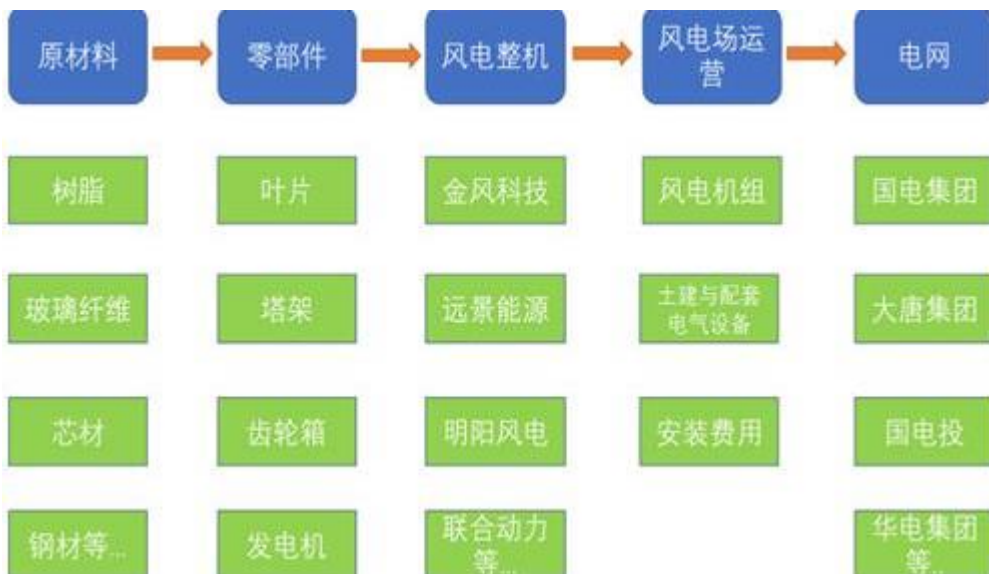 原材料
零部件
风电整机
风电场运
营
电网
树脂
叶片
金风科技
风电机组
国电集团
玻璃纤维
塔架
远景能源
土建与配套
电气设备
大唐集团
芯材
齿轮箱
明阳风电
安装费用
国电投
钢材等...
发电机
联合动力
等...
华电集团
等..